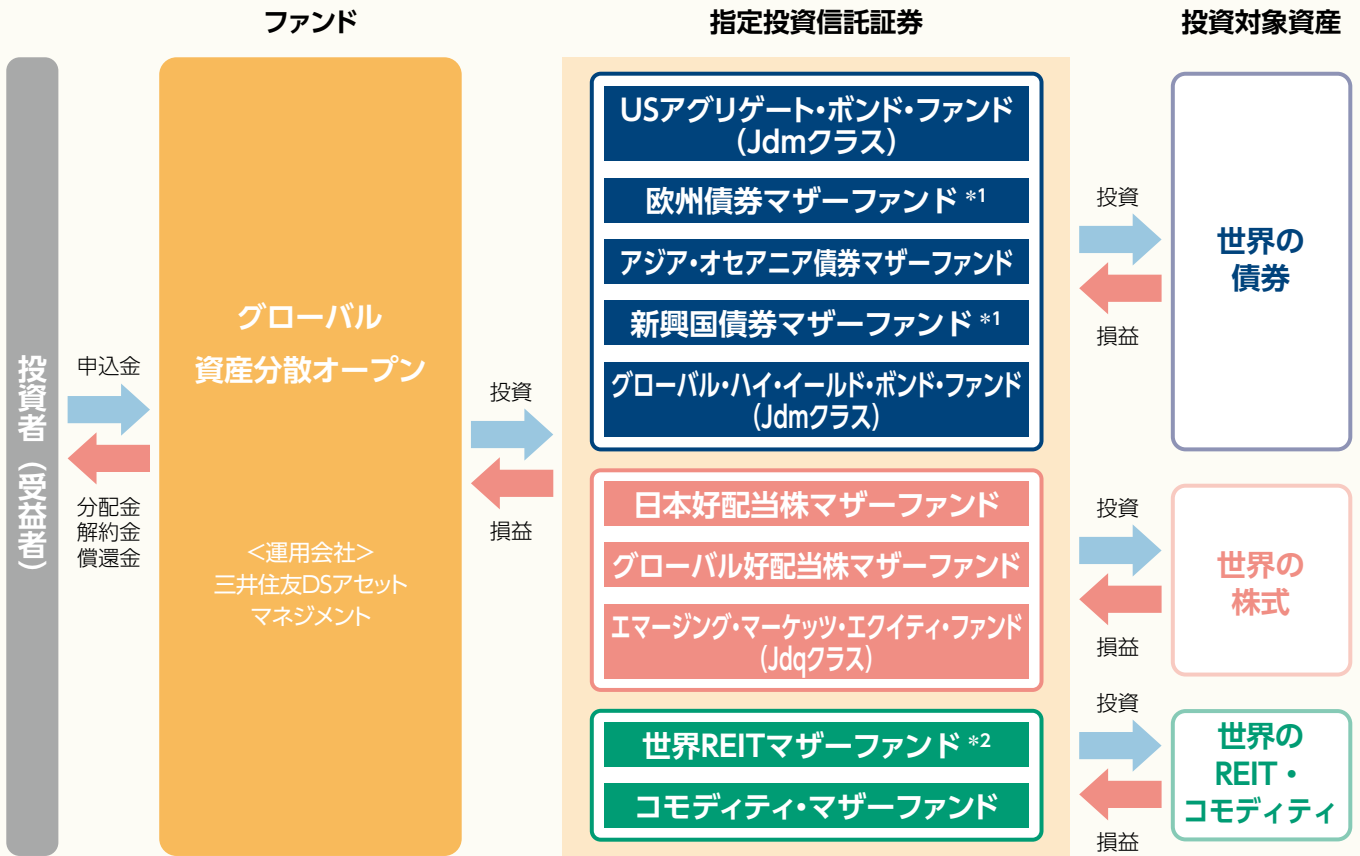 ファンド
指定投資信託証券
投資対象資産
投資者（受益者）
申込金
分配金
解約金
償還金
グローバル
資産分散オープン
<運用会社>
三井住友DSアセット
マネジメント
投資
損益
USアグリゲート・ボンド・ファンド
(Jdmクラス)
欧州債券マザーファンド *1
アジア・オセアニア債券マザーファンド
新興国債券マザーファンド *1
グローバル・ハイ・イールド・ボンド・ファンド
(Jdmクラス)
投資
損益
世界の
債券
日本好配当株マザーファンド
グローバル好配当株マザーファンド
エマージング・マーケッツ・エクイティ・ファンド
(Jdqクラス)
投資
損益
世界の
株式
世界REITマザーファンド *2
コモディティ・マザーファンド
投資
損益
世界の
REIT・
コモディティ